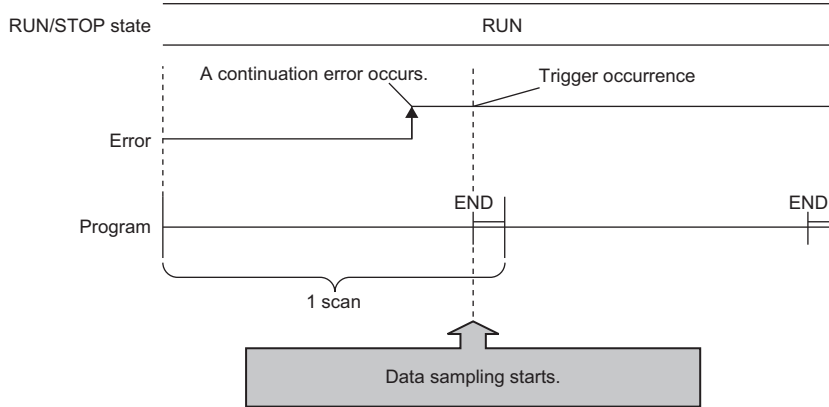 RUN/STOP state
RUN
A continuation error occurs.
Trigger occurrence
Error
END
END
Program
1 scan
Data sampling starts.